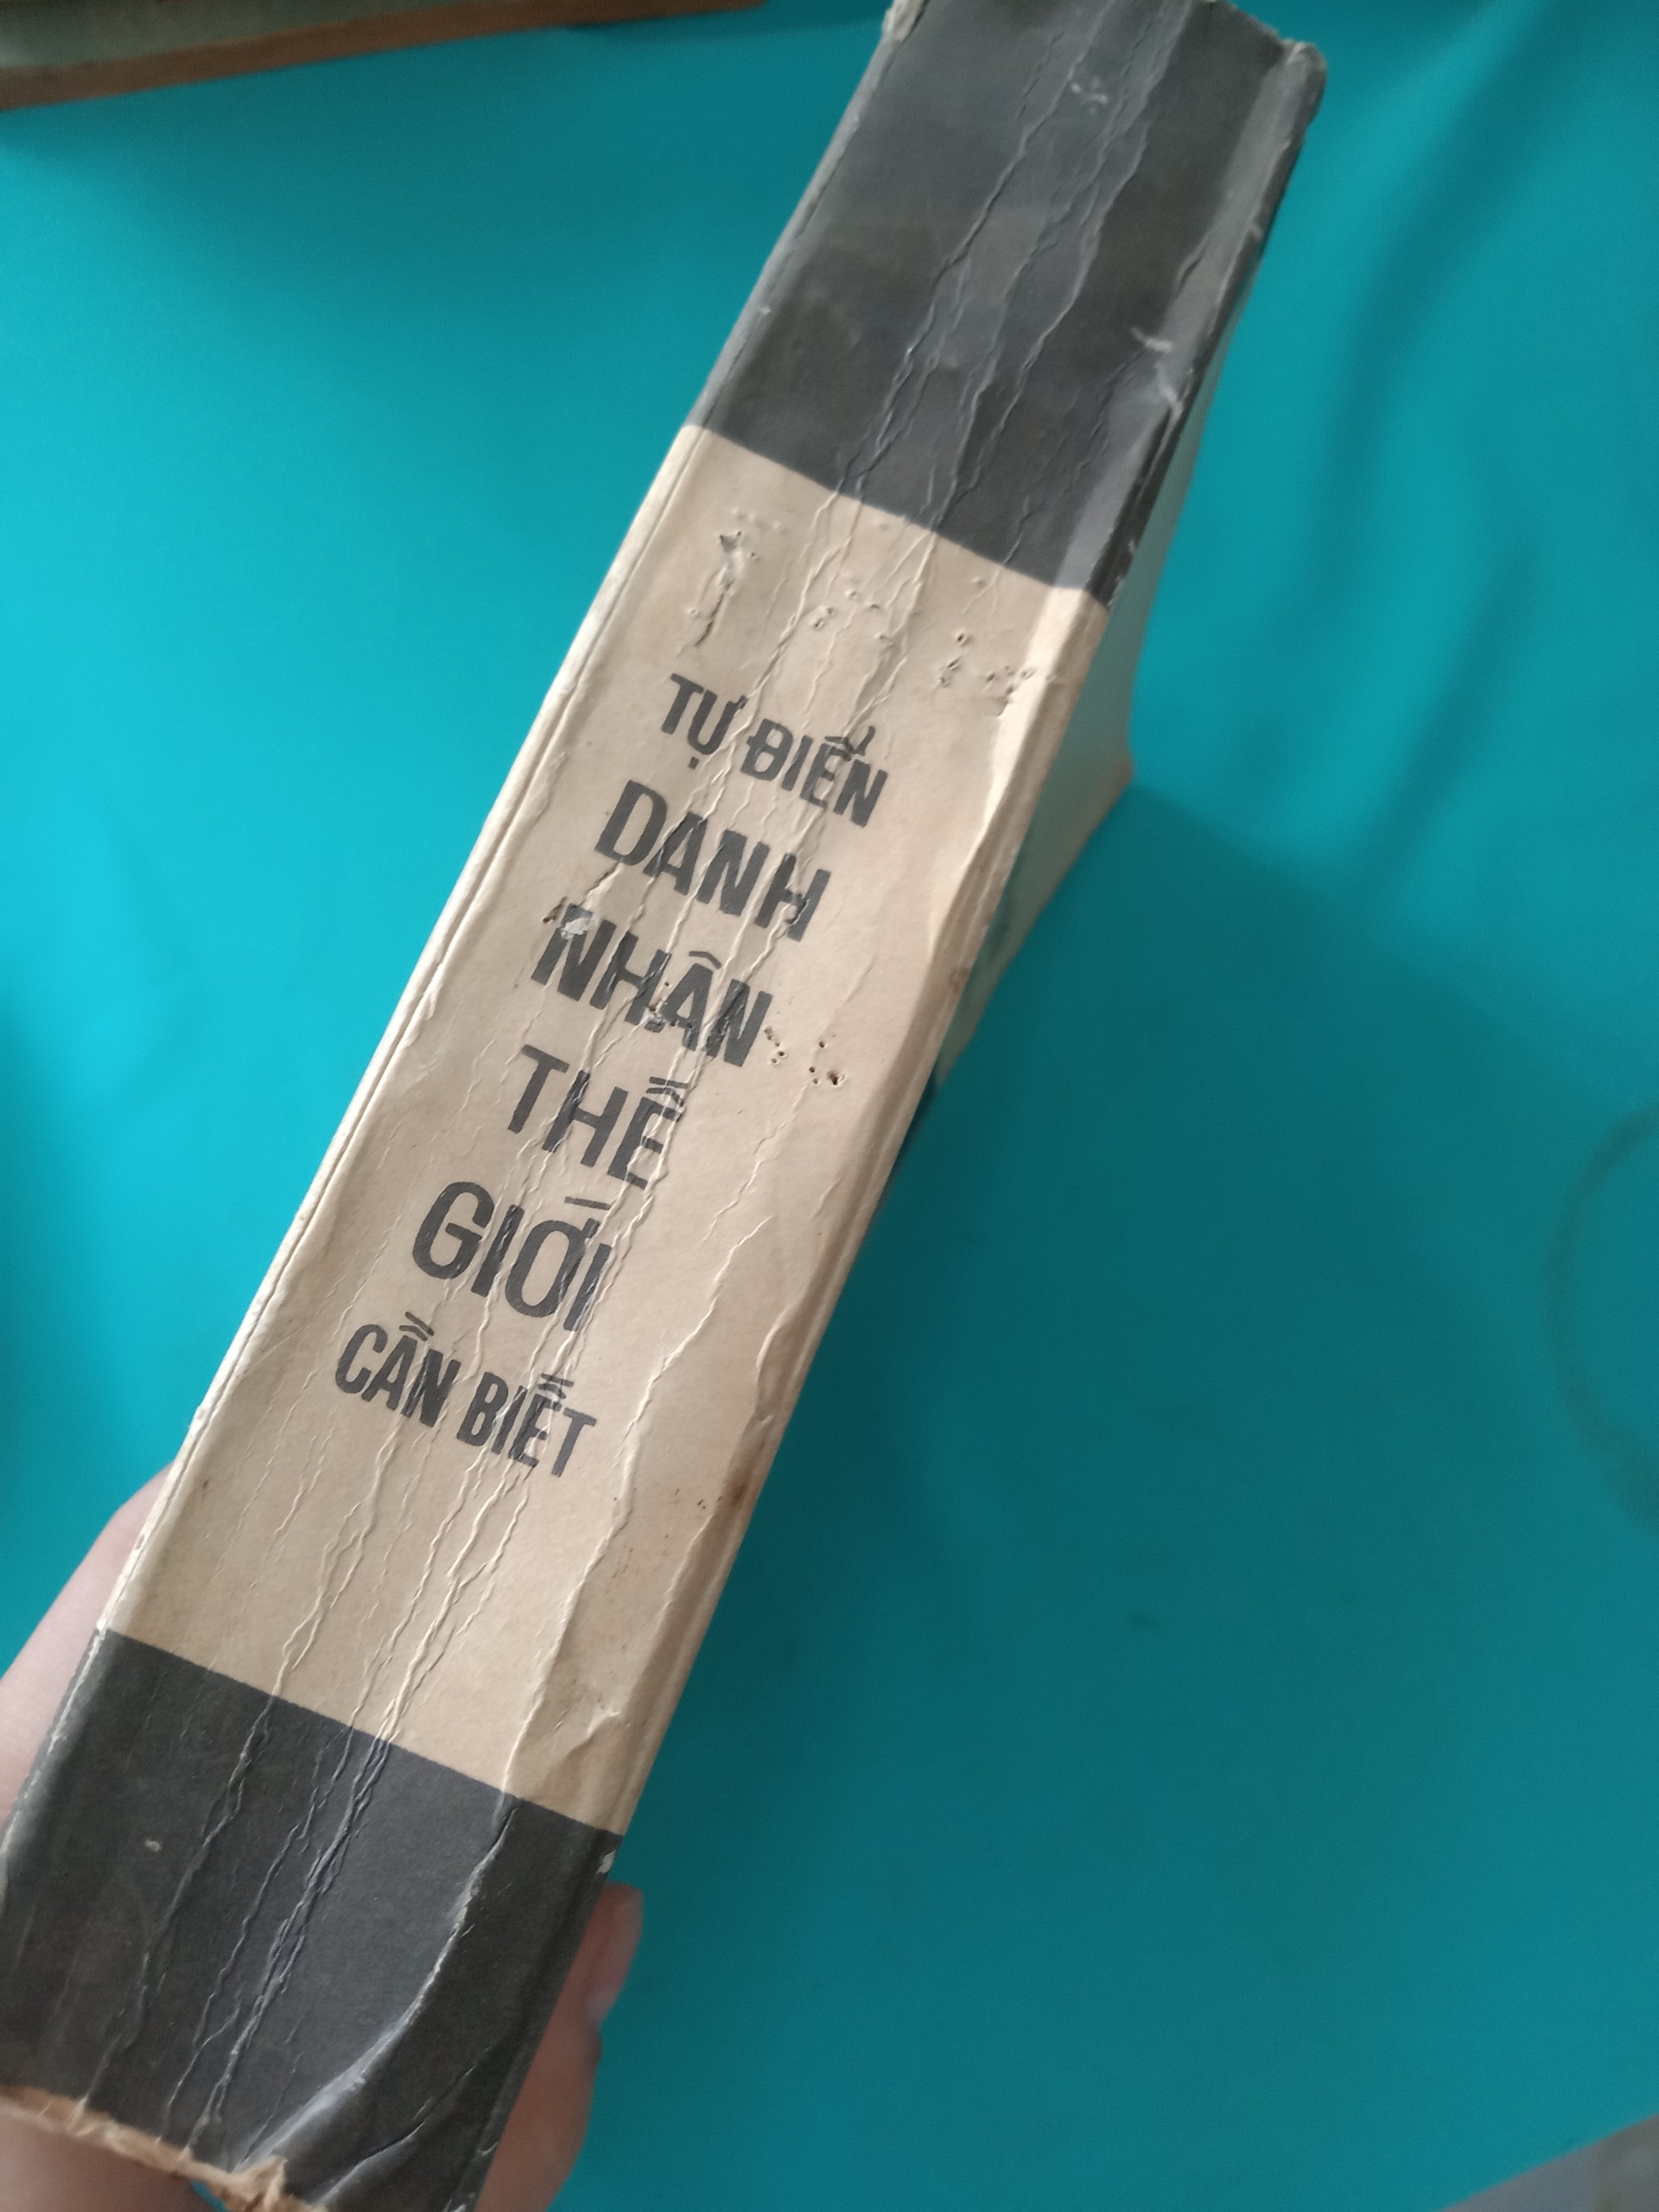 TỰ ĐIỂN
DANH
NHÂN
THẾ
GIỚI
CẦN BIẾT